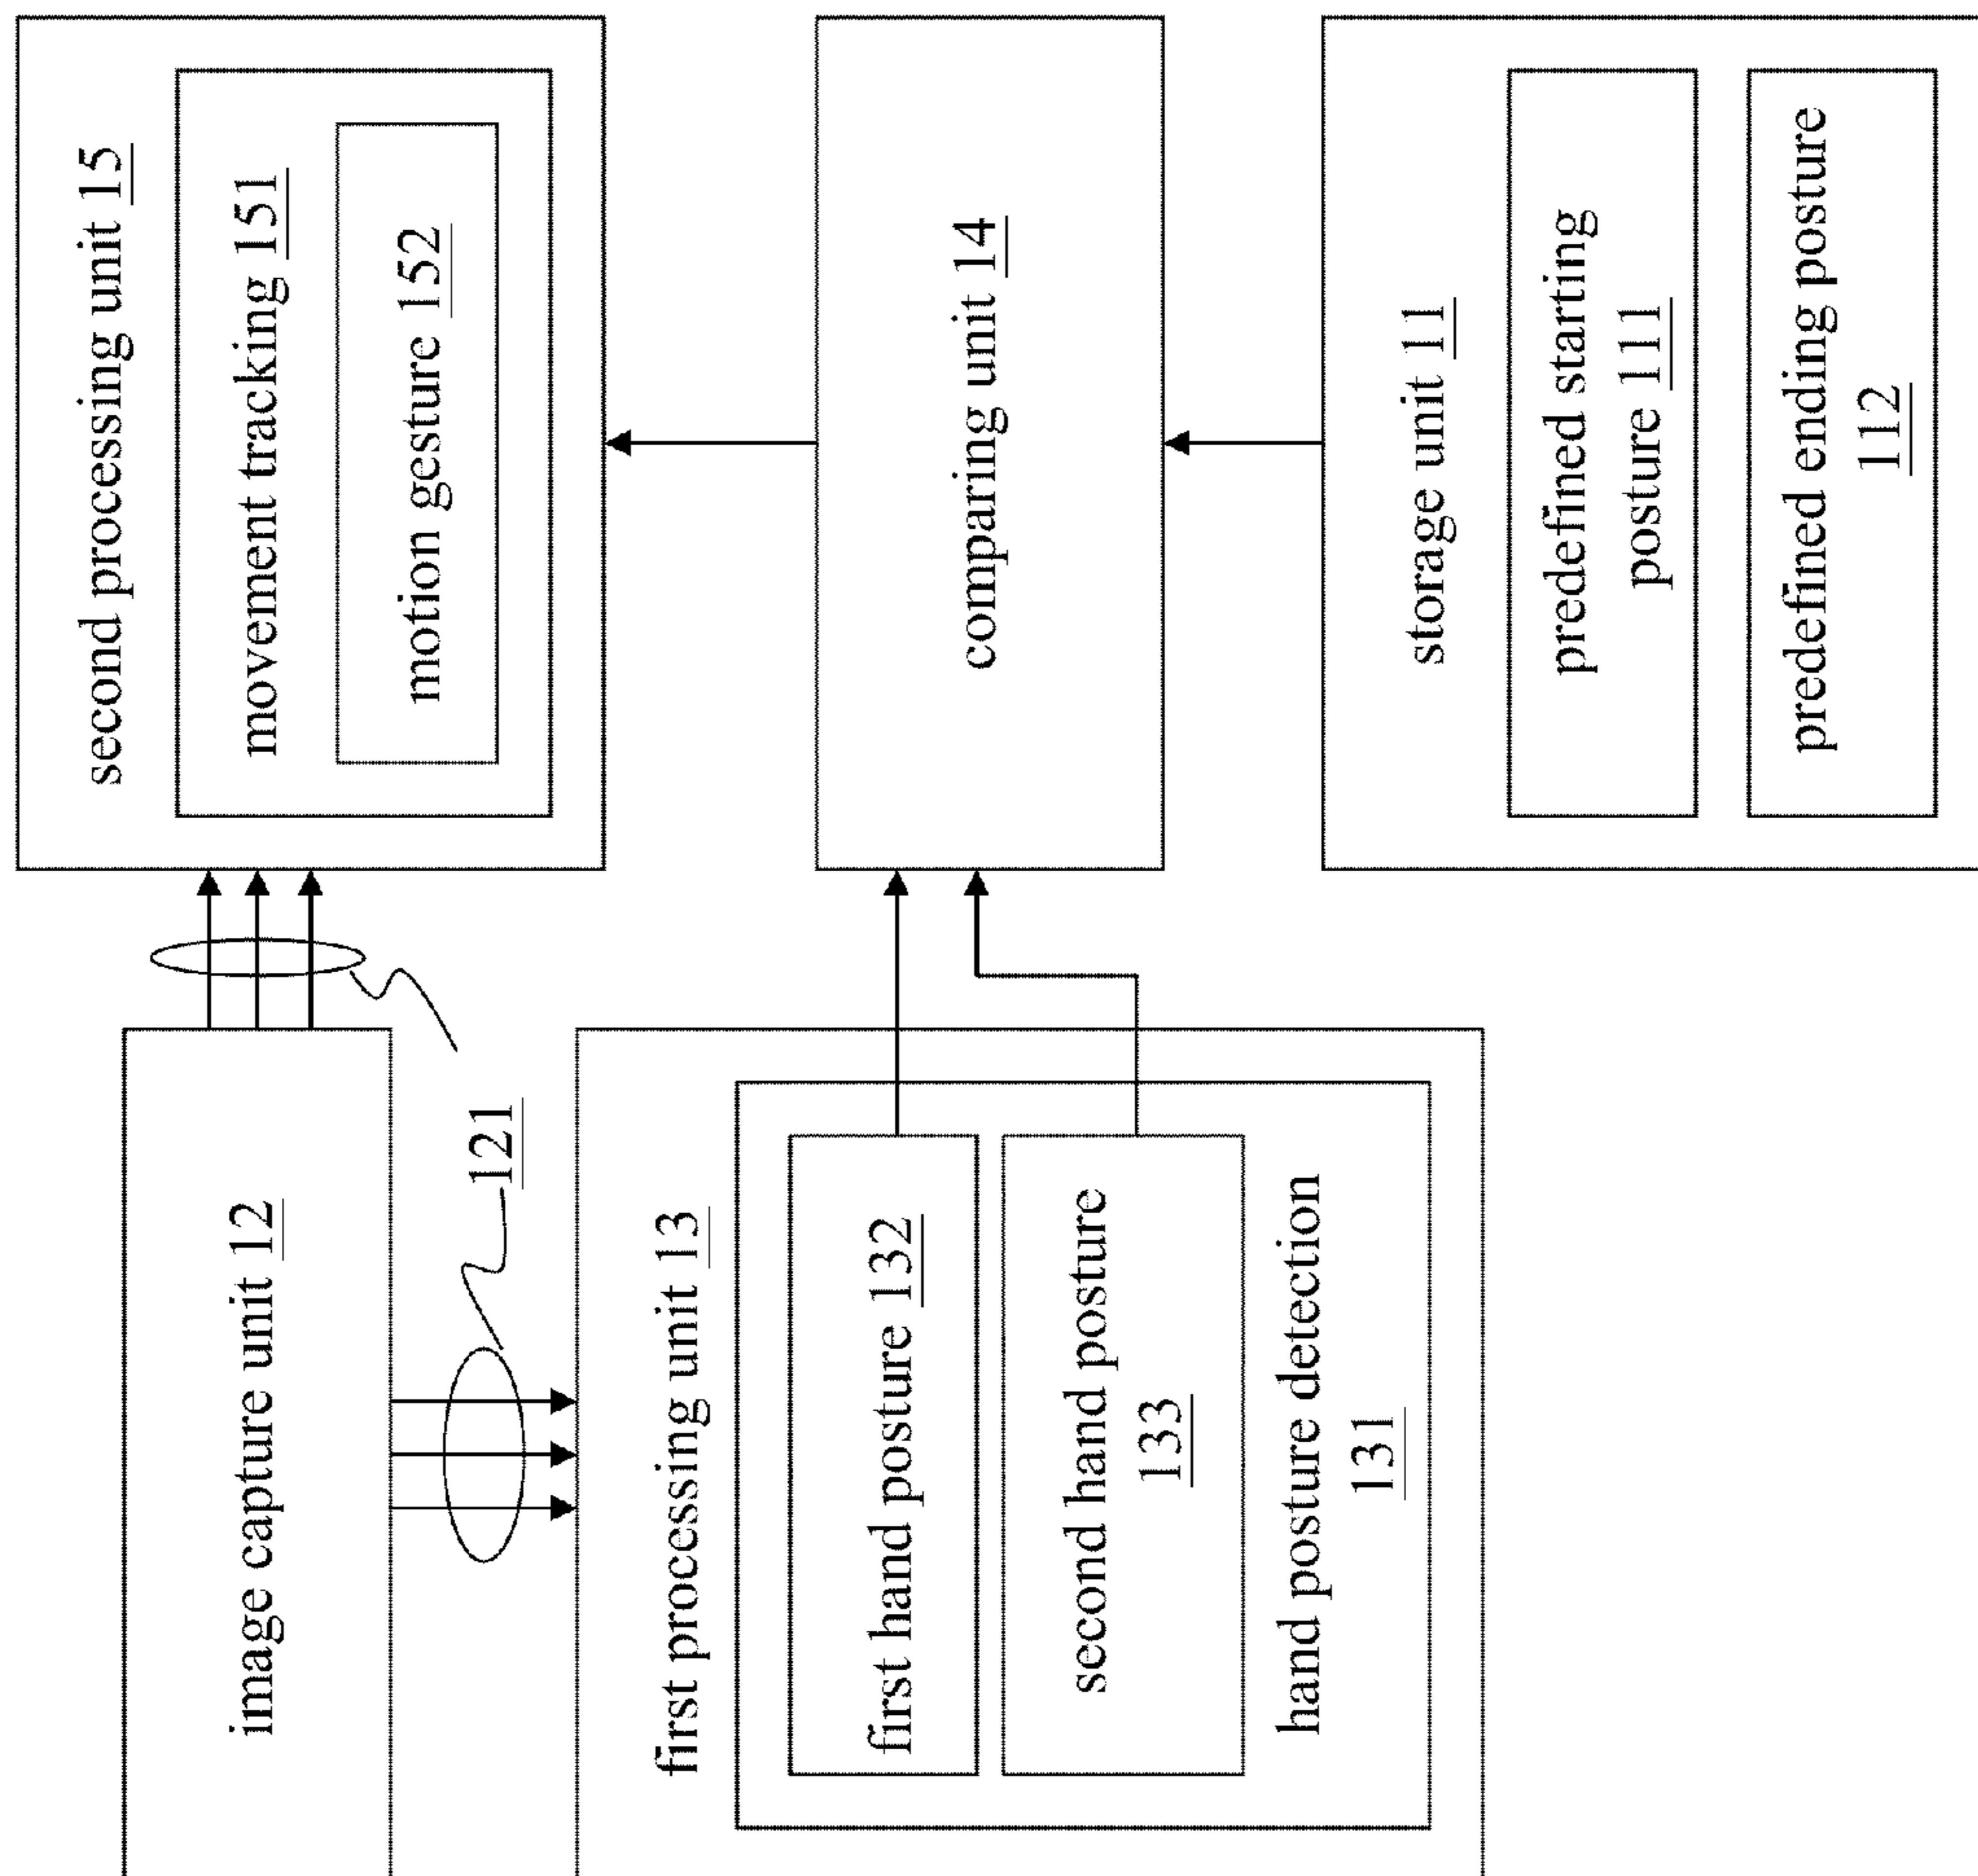 image capture unit 12
121
first processing unit 13
first hand posture 132
second hand posture
133
hand posture detection
131
second processing unit 15
movement tracking 151
motion gesture 152
comparing unit 14
storage unit 11
predefined starting
posture 111
predefined ending posture
112